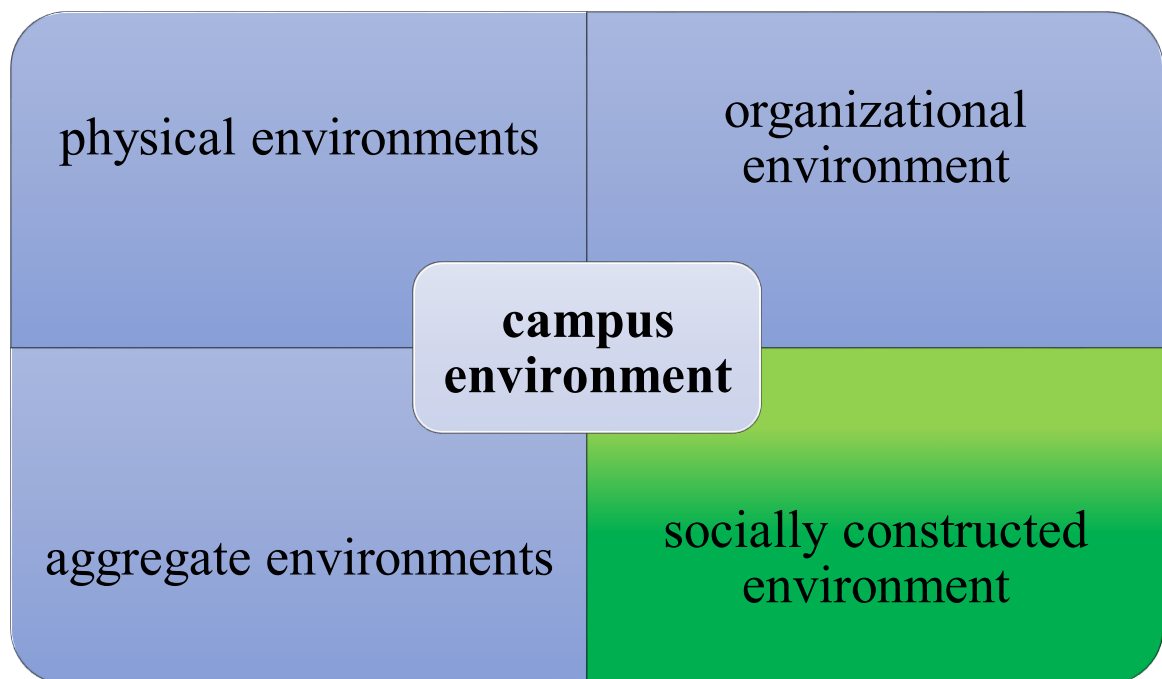 physical environments
organizational
environment
campus
environment
aggregate environments
socially constructed
environment